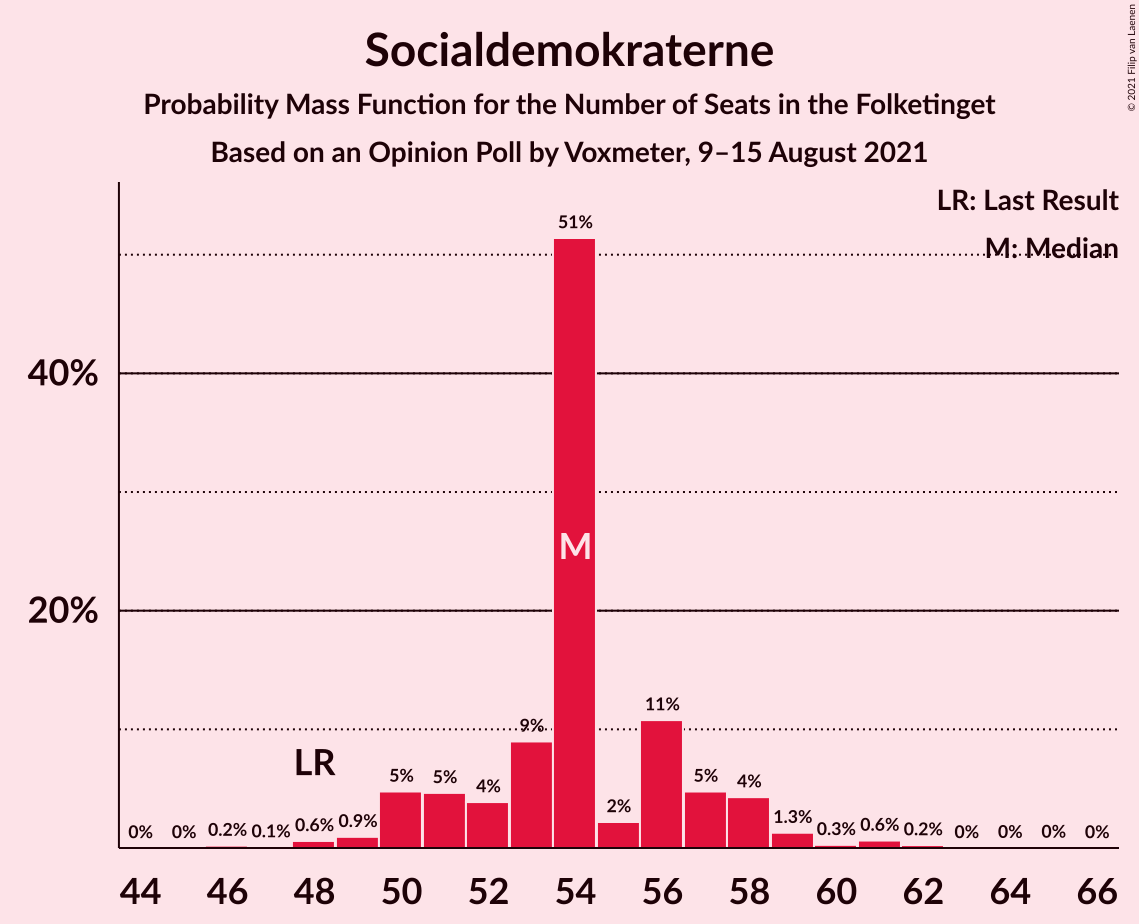 Socialdemokraterne
Probability Mass Function for the Number of Seats in the Folketinget
Based on an Opinion Poll by Voxmeter, 9–15 August 2021
© 2021 Filip van Laenen
LR: Last Result
M: Median
40%
20%
0%
0%
0.2%
0.1%
0.6%
0.9%
5%
5%
4%
9%
51%
2%
11%
5%
4%
1.3%
0.3%
0.6%
0.2%
0%
0%
0%
0%
LR
M
44 46 48 50 52 54 56 58 60 62 64 66